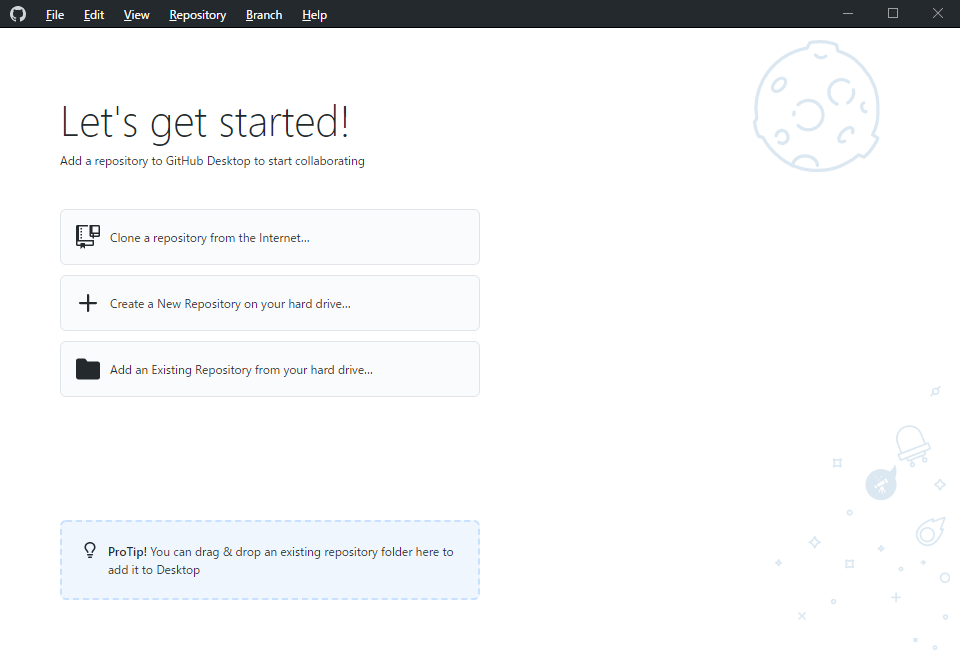 File Edit View Repository Branch Help
Let's get started!
Add a repository to GitHub Desktop to start collaborating
Clone a repository from the Internet...
Create a New Repository on your hard drive...
Add an Existing Repository from your hard drive...
ProTip! You can drag & drop an existing repository folder here to
add it to Desktop